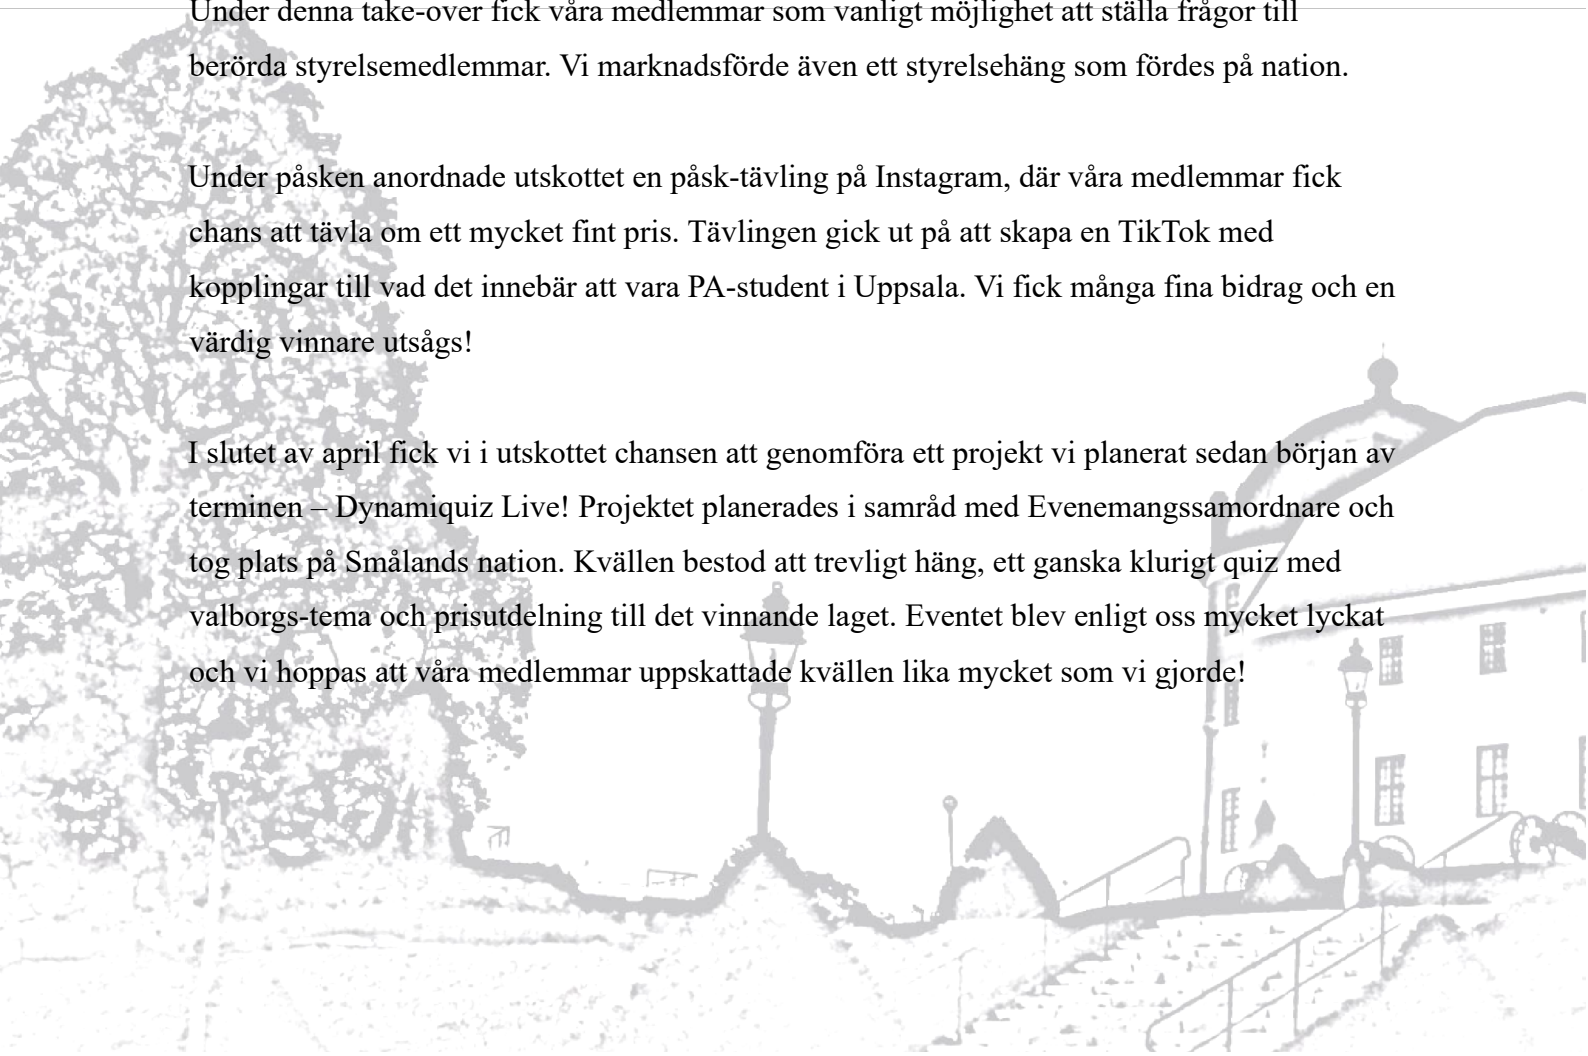 Under denna take-over fick våra medlemmar som vanligt möjlighet att ställa frågor till
berörda styrelsemedlemmar. Vi marknadsförde även ett styrelsehäng som fördes på nation.
Under påsken anordnade utskottet en påsk-tävling på Instagram, där våra medlemmar fick
chans att tävla om ett mycket fint pris. Tävlingen gick ut på att skapa en TikTok med
kopplingar till vad det innebär att vara PA-student i Uppsala. Vi fick många fina bidrag och en
värdig vinnare utsågs!
I slutet av april fick vi i utskottet chansen att genomföra ett projekt vi planerat sedan början av
terminen – Dynamiquiz Live! Projektet planerades i samråd med Evenemangssamordnare och
tog plats på Smålands nation. Kvällen bestod att trevligt häng, ett ganska klurigt quiz med
valborgs-tema och prisutdelning till det vinnande laget. Eventet blev enligt oss mycket lyckat
och vi hoppas att våra medlemmar uppskattade kvällen lika mycket som vi gjorde!